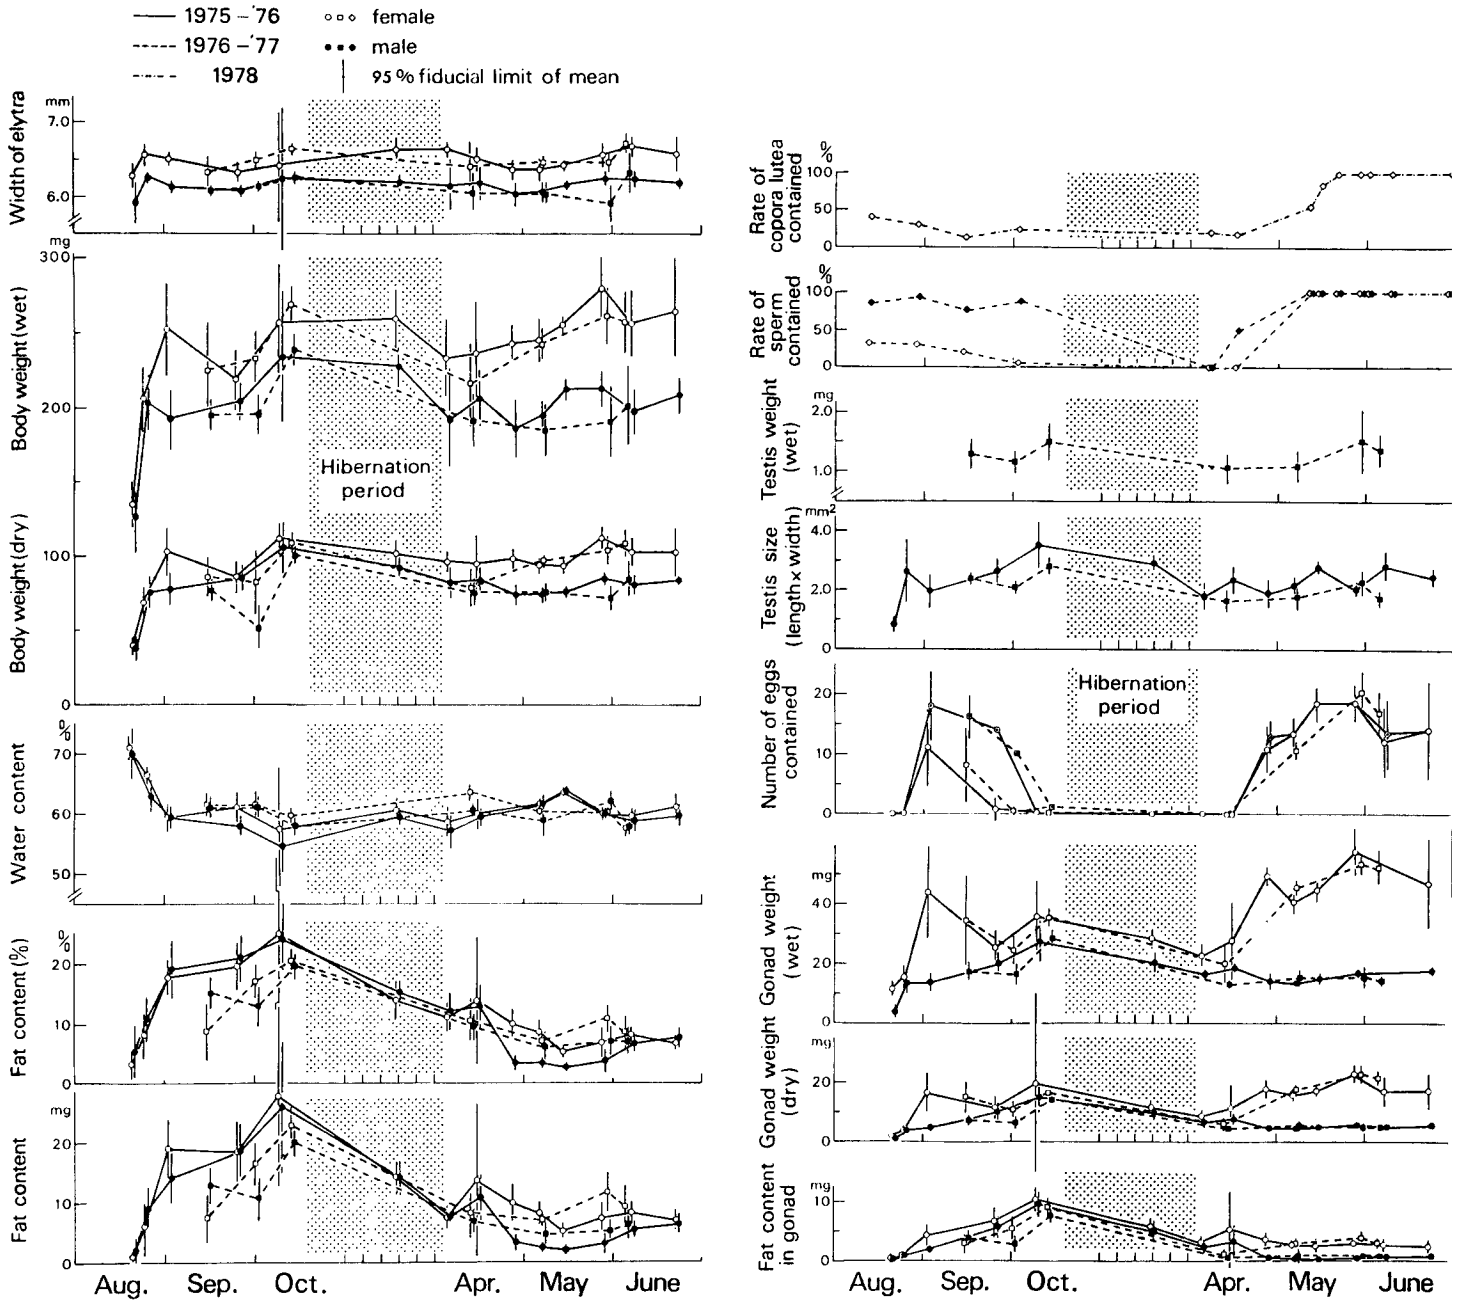 1975 – '76
female
1976 – '77
male
1978
95 % fiducial limit of mean
Width of elytra
mm
7.0
6.0
Body weight (wet)
mg
300
200
Hibernation
period
Body weight (dry)
100
0
Water content
%
70
60
50
Fat content (%)
%
20
10
0
Fat content
mg
20
10
0
Aug.
Sep.
Oct.
Apr.
May
June
Rate of
copora lutea
contained
%
100
50
0
Rate of
sperm
contained
%
100
50
0
Testis weight
(wet)
mg
2.0
1.0
Testis size
(length x width)
mm2
4.0
2.0
0
Number of eggs
contained
20
10
0
Hibernation
period
Gonad weight
(wet)
mg
40
20
0
Gonad weight
(dry)
mg
20
0
Fat content
in gonad
mg
10
0
Aug.
Sep.
Oct.
Apr.
May
June